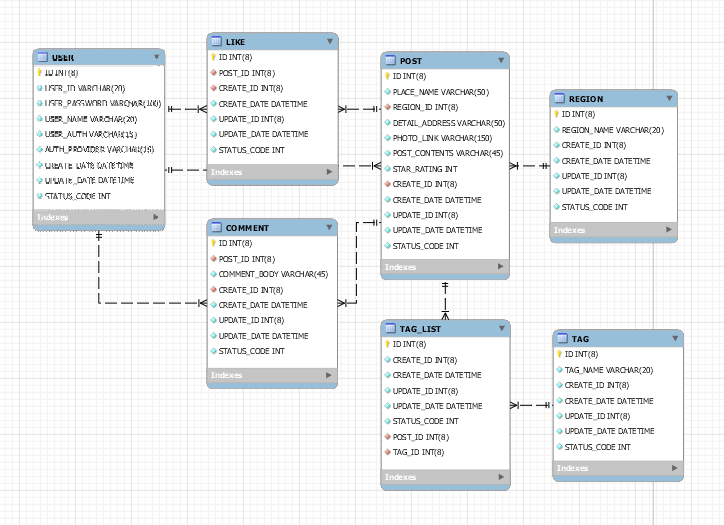 USER
ID INT(8)
USER_ID VARCHAR(20)
USER_PASSWORD VARCHAR(100)
USER_NAME VARCHAR(20)
USER_AUTH VARCHAR(15)
AUTH_PROVIDER VARCHAR(15)
CREATE_DATE DATETIME
UPDATE_DATE DATETIME
STATUS_CODE INT
Indexes
LIKE
ID INT(8)
POST_ID INT(8)
CREATE_ID INT(8)
CREATE_DATE DATETIME
UPDATE_ID INT(8)
UPDATE_DATE DATETIME
STATUS_CODE INT
Indexes
COMMENT
ID INT(8)
POST_ID INT(8)
COMMENT_BODY VARCHAR(45)
CREATE_ID INT(8)
CREATE_DATE DATETIME
UPDATE_ID INT(8)
UPDATE_DATE DATETIME
STATUS_CODE INT
Indexes
POST
ID INT(8)
PLACE_NAME VARCHAR(50)
REGION_ID INT(8)
DETAIL_ADDRESS VARCHAR(50)
PHOTO_LINK VARCHAR(150)
POST_CONTENTS VARCHAR(45)
STAR_RATING INT
CREATE_ID INT(8)
CREATE_DATE DATETIME
UPDATE_ID INT(8)
UPDATE_DATE DATETIME
STATUS_CODE INT
Indexes
REGION
ID INT(8)
REGION_NAME VARCHAR(20)
CREATE_ID INT(8)
CREATE_DATE DATETIME
UPDATE_ID INT(8)
UPDATE_DATE DATETIME
STATUS_CODE INT
Indexes
TAG_LIST
ID INT(8)
CREATE_ID INT(8)
CREATE_DATE DATETIME
UPDATE_ID INT(8)
UPDATE_DATE DATETIME
STATUS_CODE INT
POST_ID INT(8)
TAG_ID INT(8)
Indexes
TAG
ID INT(8)
TAG_NAME VARCHAR(20)
CREATE_ID INT(8)
CREATE_DATE DATETIME
UPDATE_ID INT(8)
UPDATE_DATE DATETIME
STATUS_CODE INT
Indexes